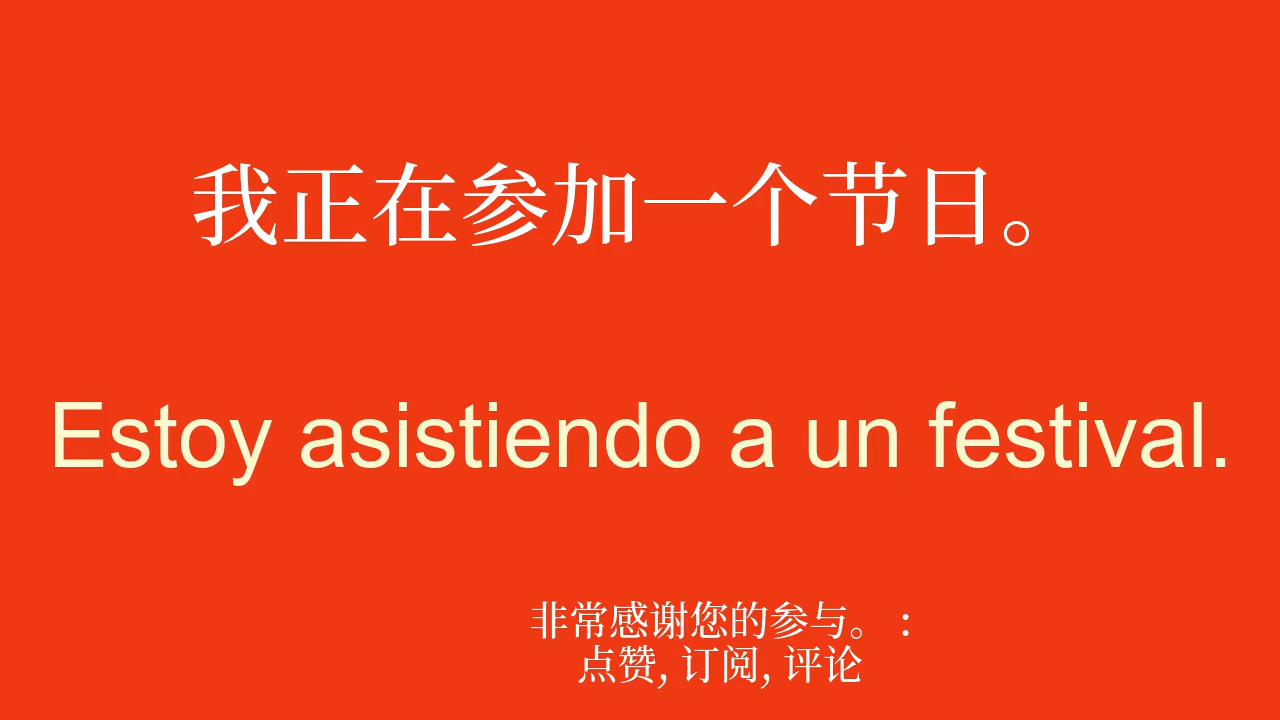 我正在参加一个节日。
Estoy asistiendo a un festival.
非常感谢您的参与。 :
点赞, 订阅, 评论